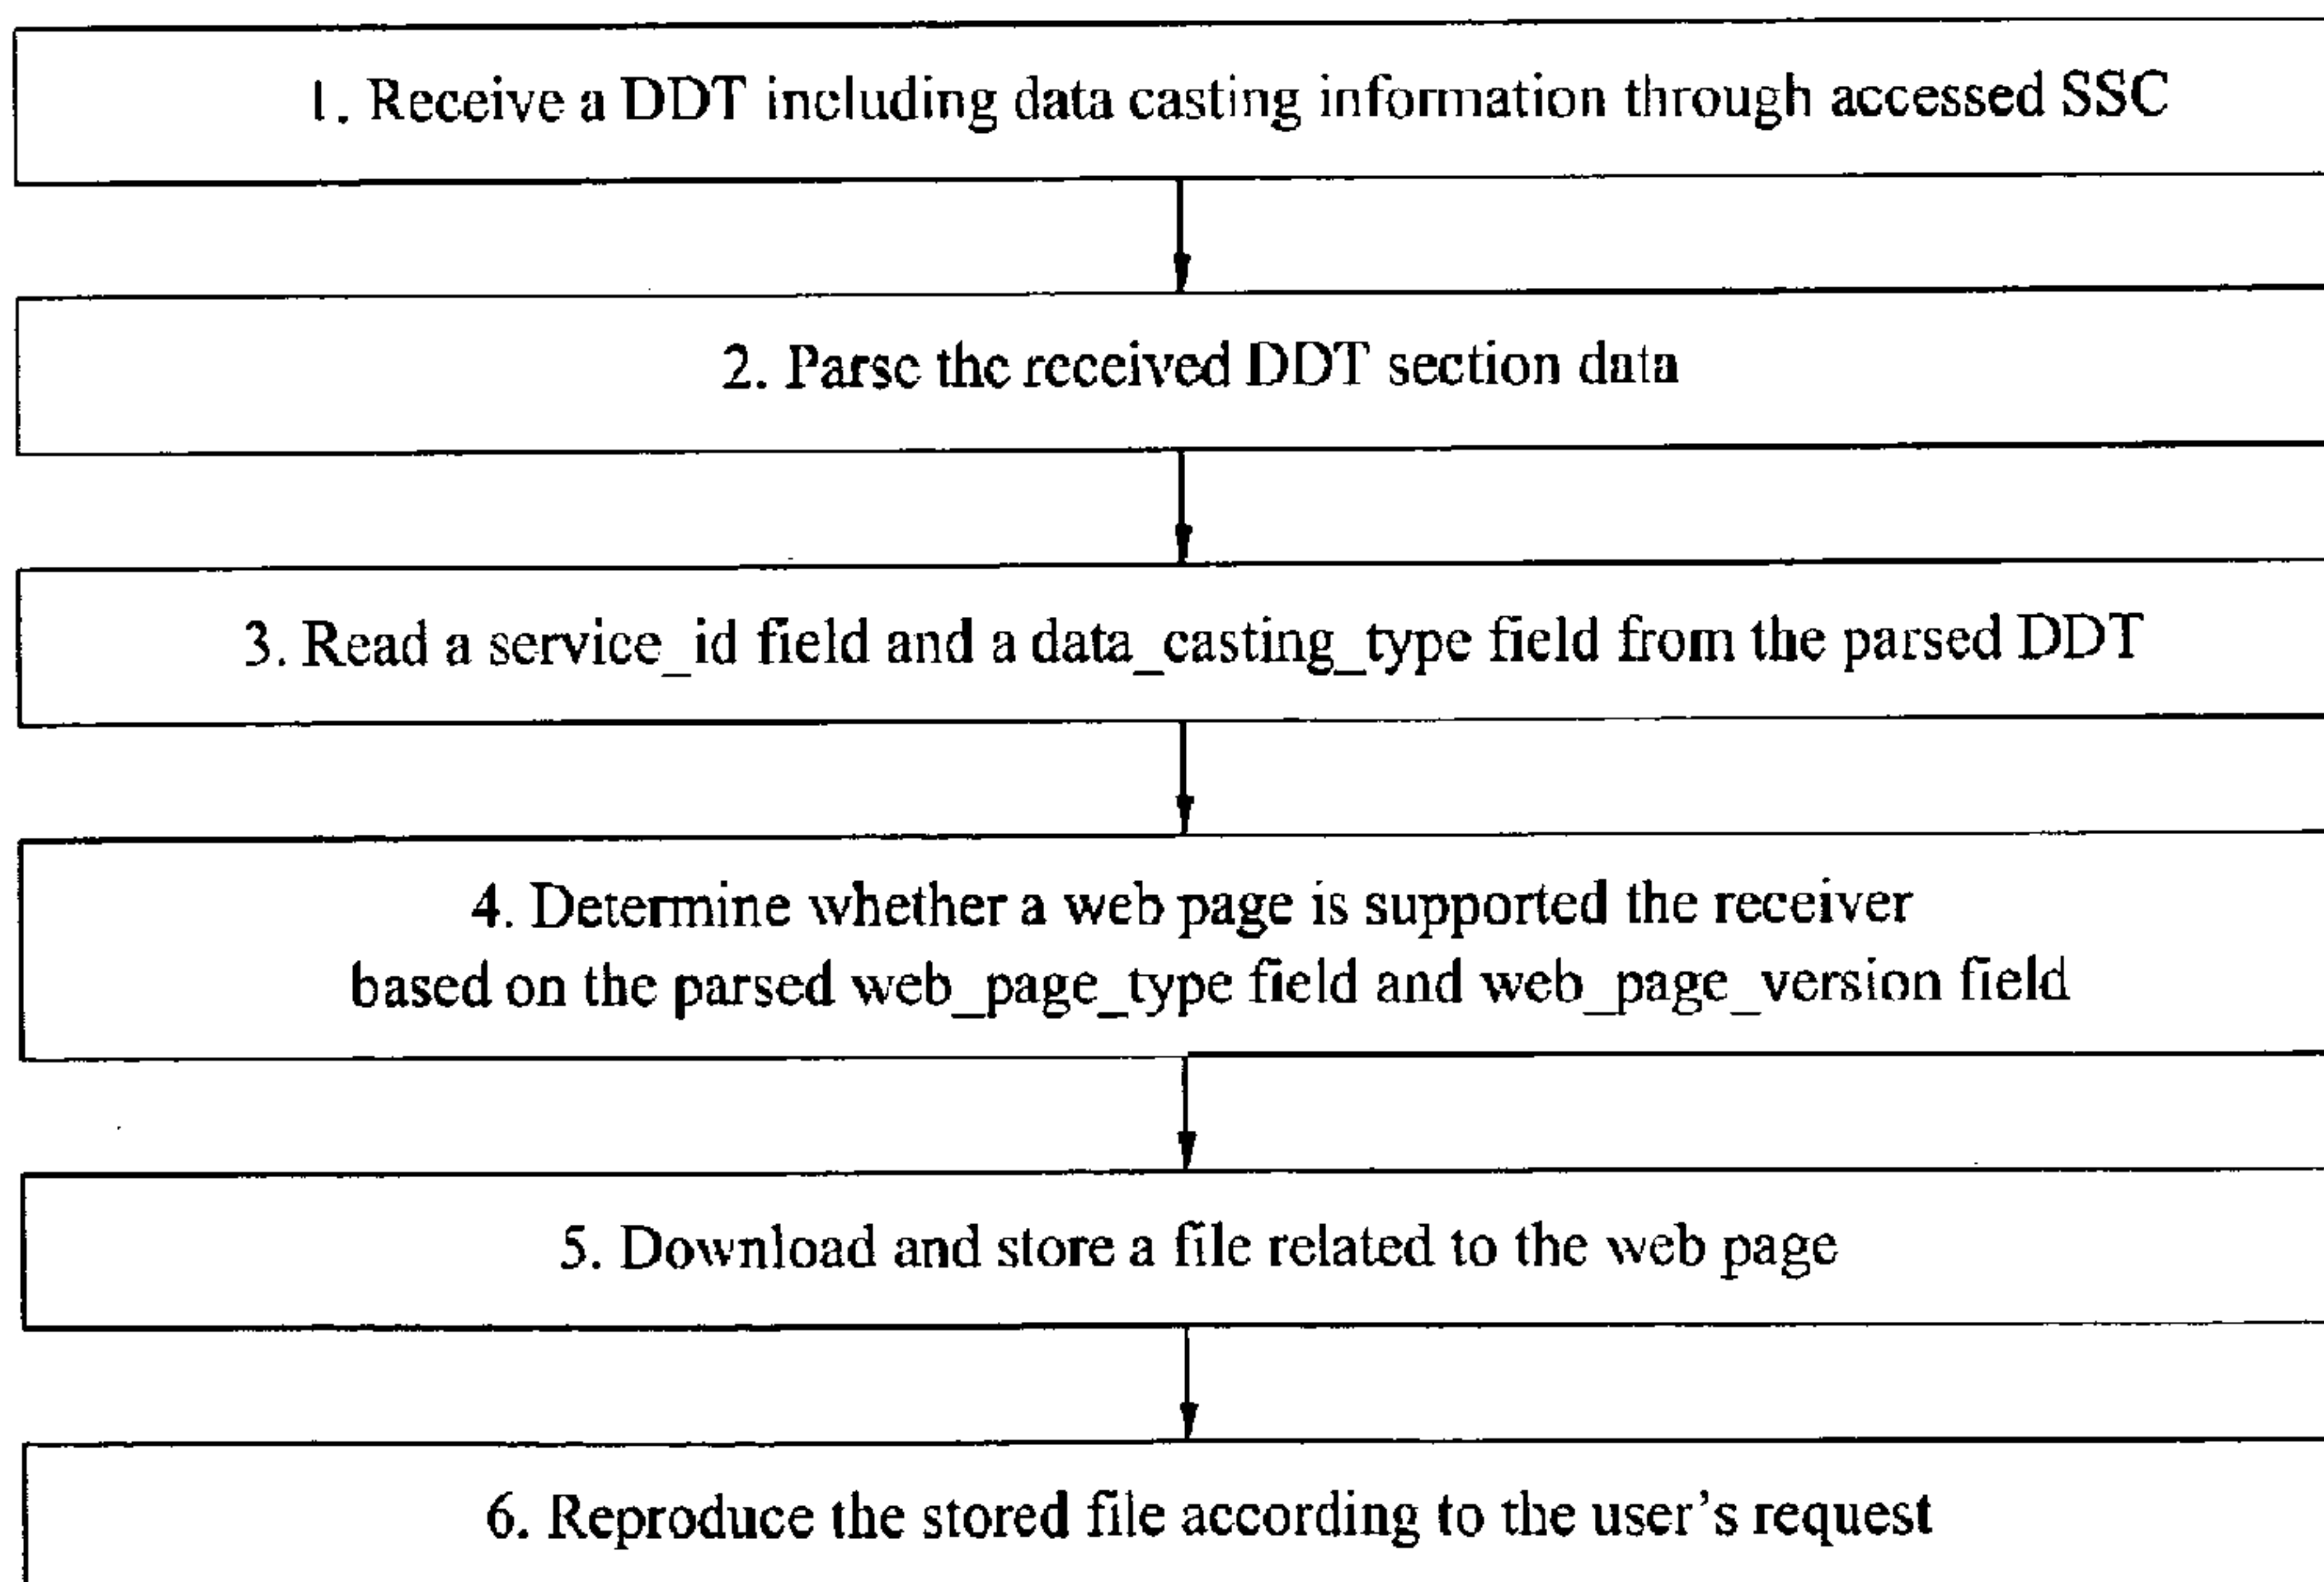 1. Receive a DDT including data casting information through accessed SSC
2. Parse the received DDT section data
3. Read a service_id field and a data_casting_type field from the parsed DDT
4. Determine whether a web page is supported the receiver
based on the parsed web_page_type field and web_page_version field
5. Download and store a file related to the web page
6. Reproduce the stored file according to the user’s request